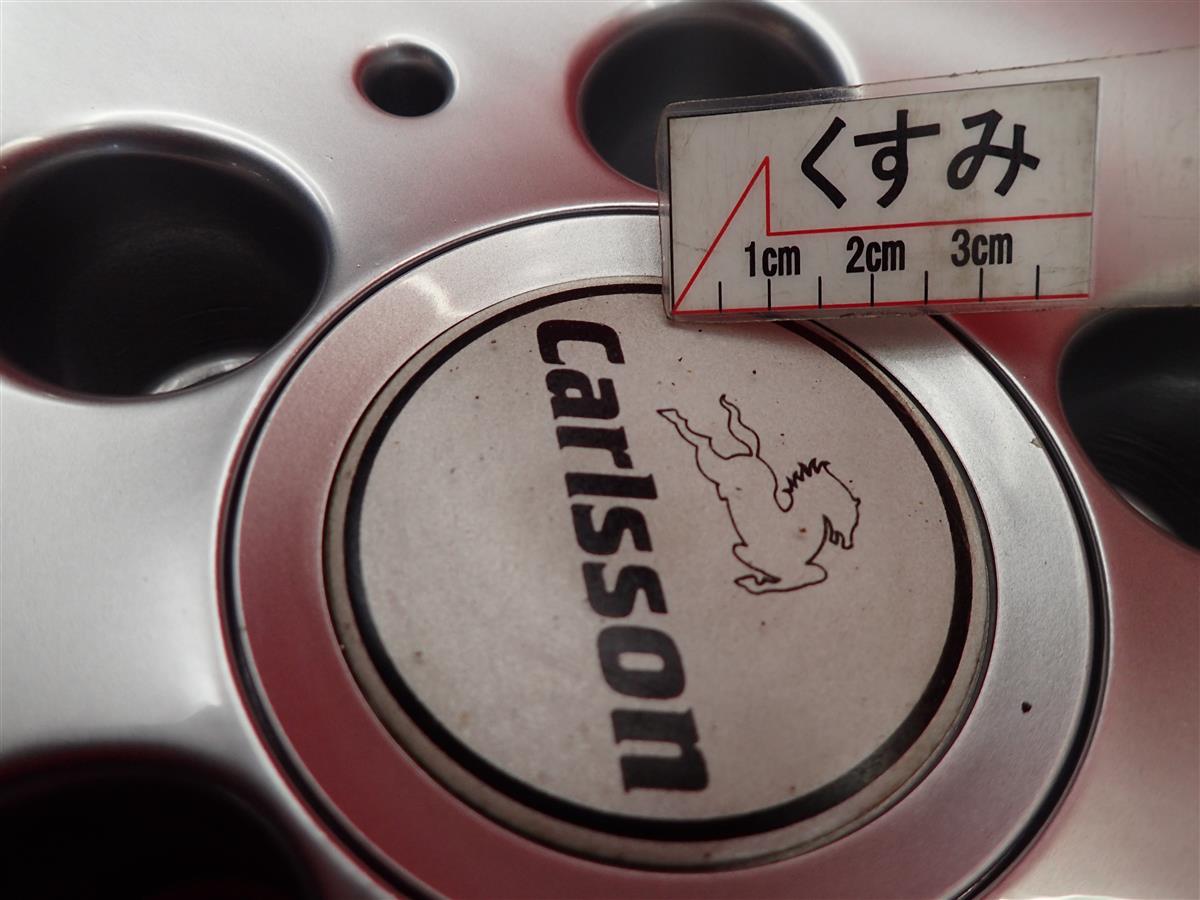 くすみ
1cm 2cm 3cm
Carlsson